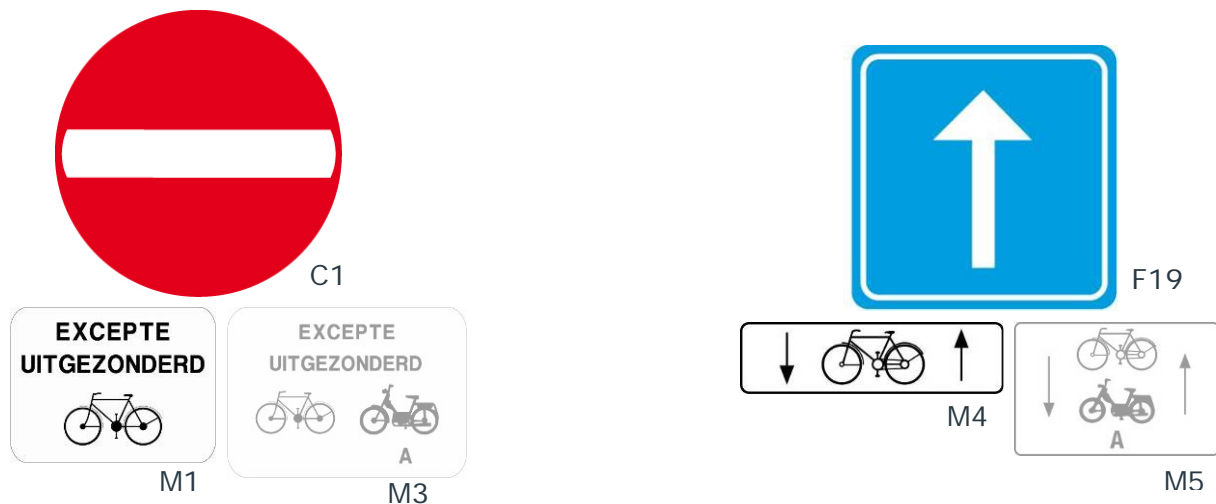 C1
F19
EXCEPTE
UITGEZONDERD
M1
EXCEPTE
UITGEZONDERD
A
M3
M4
A
M5